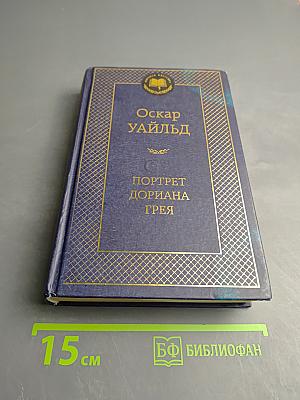 Оскар
УАЙЛЬД
ПОРТРЕТ
ДОРИАНА
ГРЕЯ
15 см
БФ БИБЛИОФАН